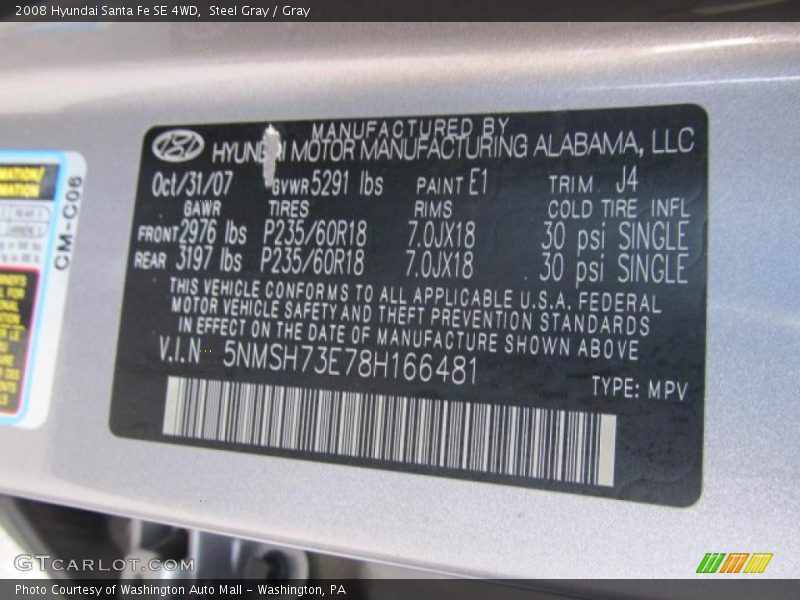 2008 Hyundai Santa Fe SE 4WD, Steel Gray / Gray
MANUFACTURED BY
HYUNDAI MOTOR MANUFACTURING ALABAMA, LLC
Oct/31/07 GVWR 5291 lbs PAINT E1 TRIM J4
GAWR TIRES RIMS COLD TIRE INFL
FRONT 2976 lbs P235/60R18 7.0JX18 30 psi SINGLE
REAR 3197 lbs P235/60R18 7.0JX18 30 psi SINGLE
THIS VEHICLE CONFORMS TO ALL APPLICABLE U.S.A. FEDERAL
MOTOR VEHICLE SAFETY AND THEFT PREVENTION STANDARDS
IN EFFECT ON THE DATE OF MANUFACTURE SHOWN ABOVE
V.I.N 5NMSH73E78H166481
TYPE: MPV
CM-C06
GTCARLOT.COM
Photo Courtesy of Washington Auto Mall - Washington, PA